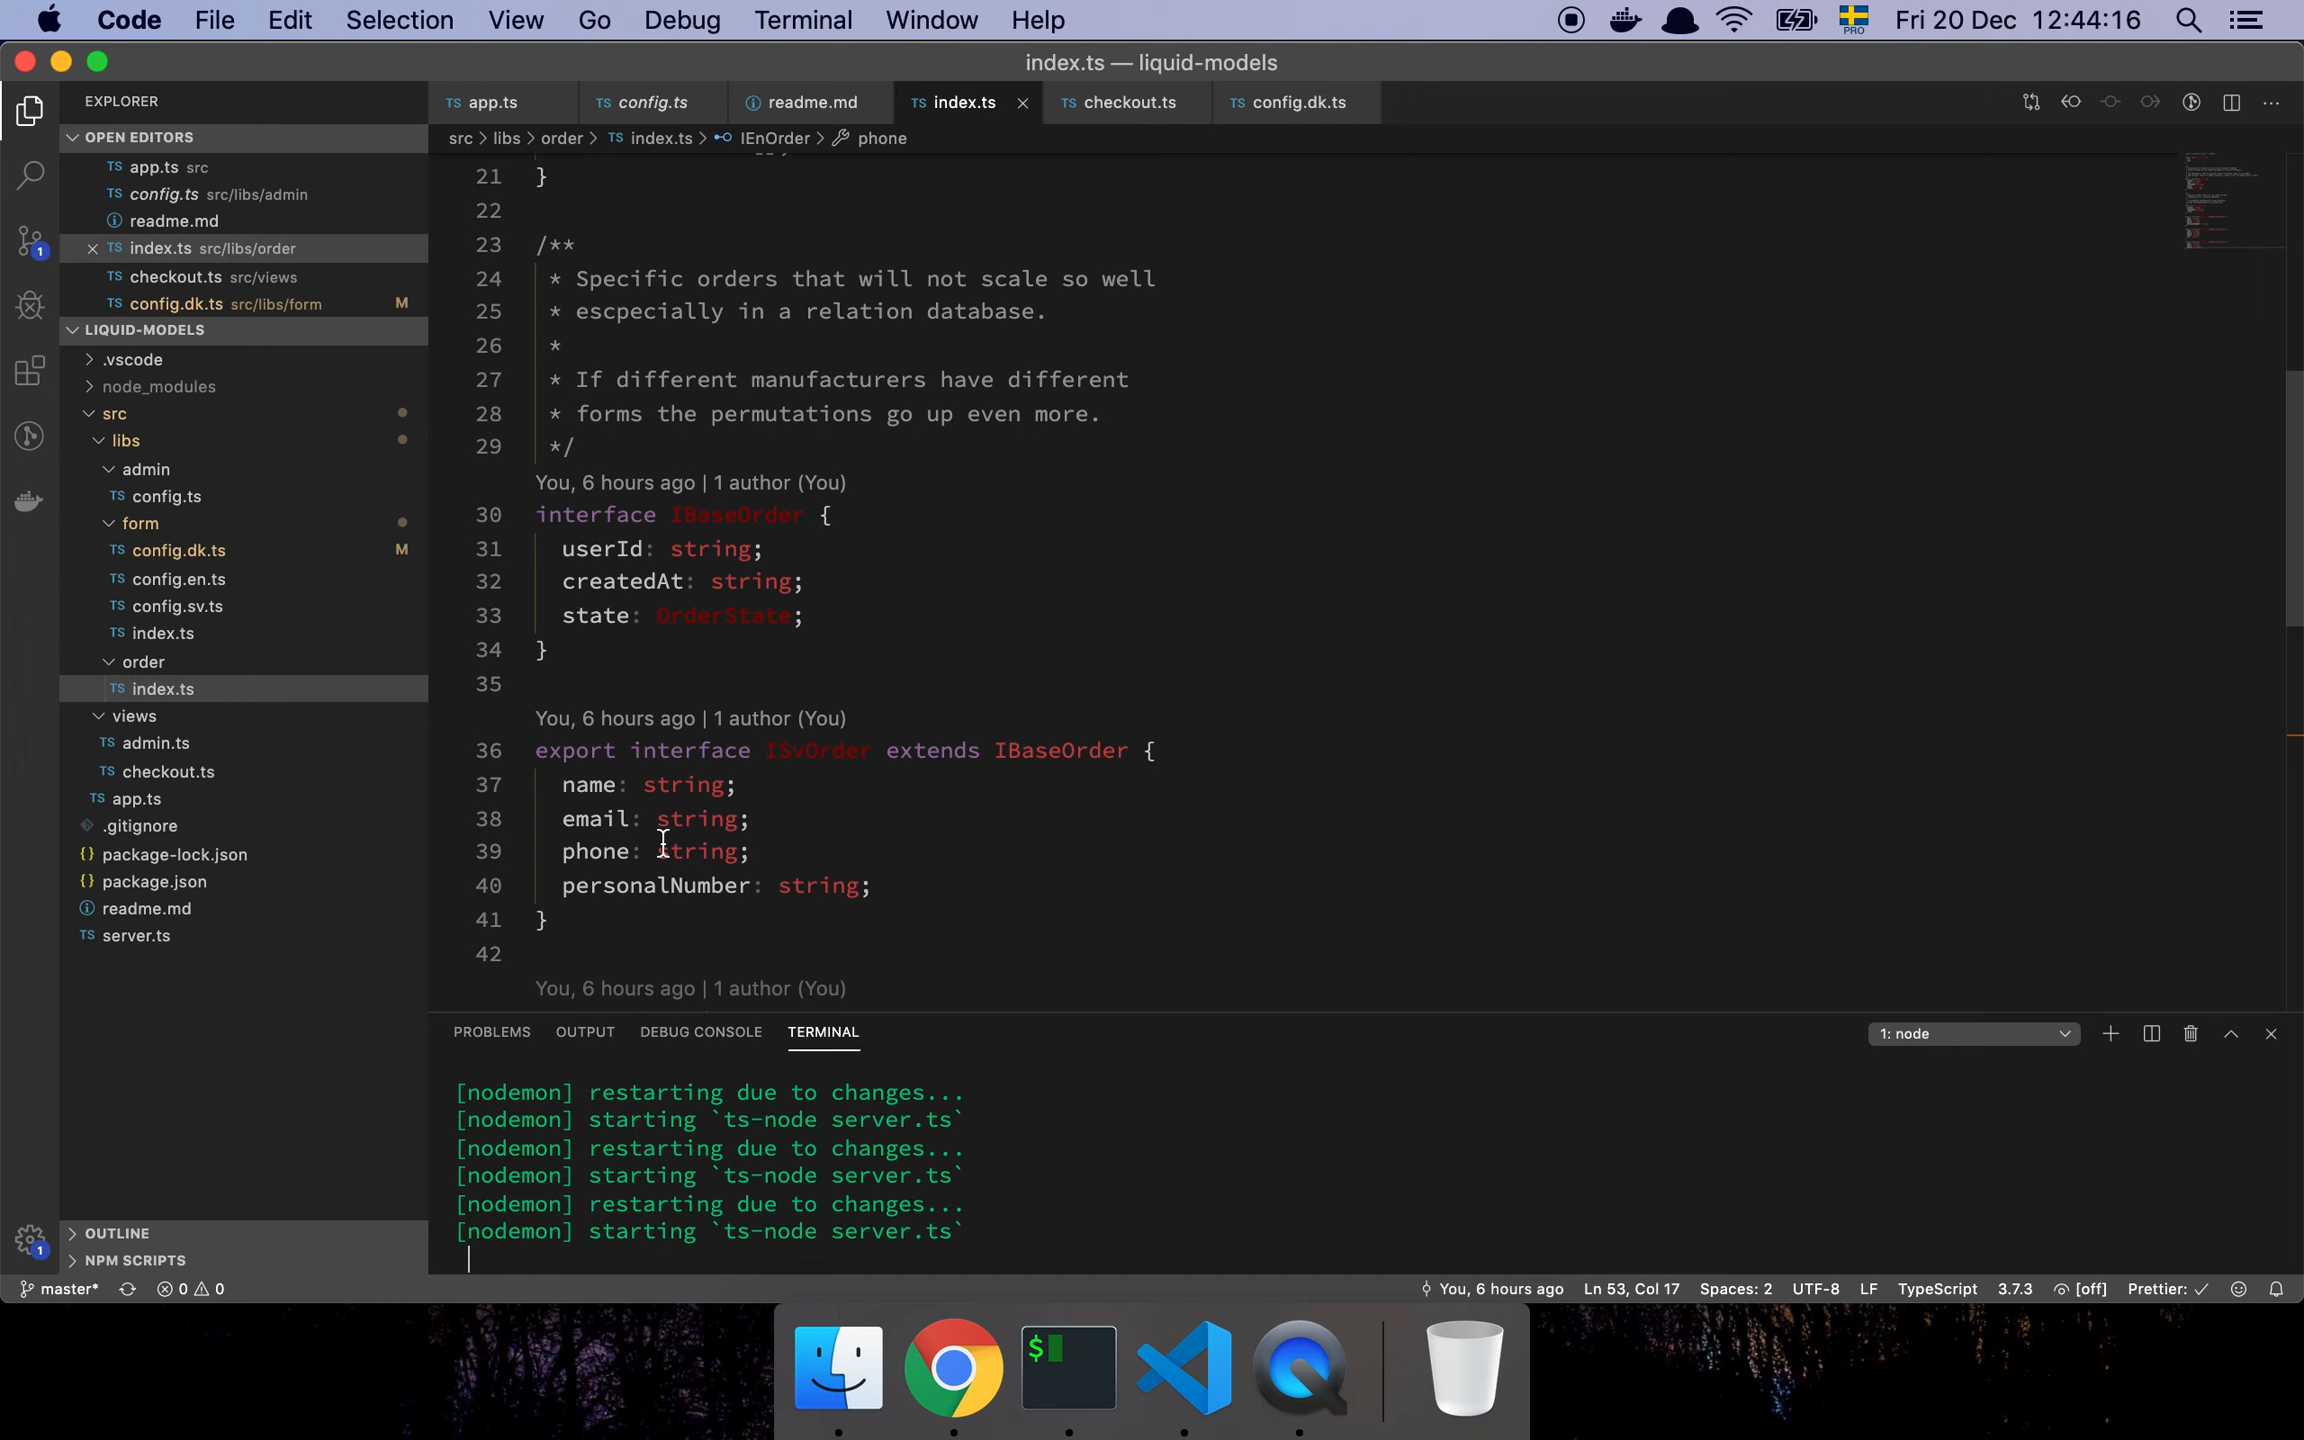 Code File Edit Selection View Go Debug Terminal Window Help PRO Fri 20 Dec 12:44:16
index.ts — liquid-models
EXPLORER
OPEN EDITORS
TS app.ts src
TS config.ts src/libs/admin
readme.md
TS index.ts src/libs/order
TS checkout.ts src/views
TS config.dk.ts src/libs/form M
LIQUID-MODELS
.vscode
node_modules
src
libs
admin
TS config.ts
form
TS config.dk.ts M
TS config.en.ts
TS config.sv.ts
TS index.ts
order
TS index.ts
views
TS admin.ts
TS checkout.ts
TS app.ts
.gitignore
{} package-lock.json
{} package.json
readme.md
TS server.ts
OUTLINE
NPM SCRIPTS
1
1
TS app.ts TS config.ts readme.md TS index.ts TS checkout.ts TS config.dk.ts
src > libs > order > TS index.ts > IEnOrder > phone
21 }
22
23 /**
24 * Specific orders that will not scale so well
25 * escpecially in a relation database.
26 *
27 * If different manufacturers have different
28 * forms the permutations go up even more.
29 */
You, 6 hours ago | 1 author (You)
30 interface IBaseOrder {
31 userId: string;
32 createdAt: string;
33 state: OrderState;
34 }
35
You, 6 hours ago | 1 author (You)
36 export interface ISvOrder extends IBaseOrder {
37 name: string;
38 email: string;
39 phone: string;
40 personalNumber: string;
41 }
42
You, 6 hours ago | 1 author (You)
PROBLEMS OUTPUT DEBUG CONSOLE TERMINAL 1: node
[nodemon] restarting due to changes...
[nodemon] starting `ts-node server.ts`
[nodemon] restarting due to changes...
[nodemon] starting `ts-node server.ts`
[nodemon] restarting due to changes...
[nodemon] starting `ts-node server.ts`
master* 0 0 You, 6 hours ago Ln 53, Col 17 Spaces: 2 UTF-8 LF TypeScript 3.7.3 [off] Prettier: ✓
$